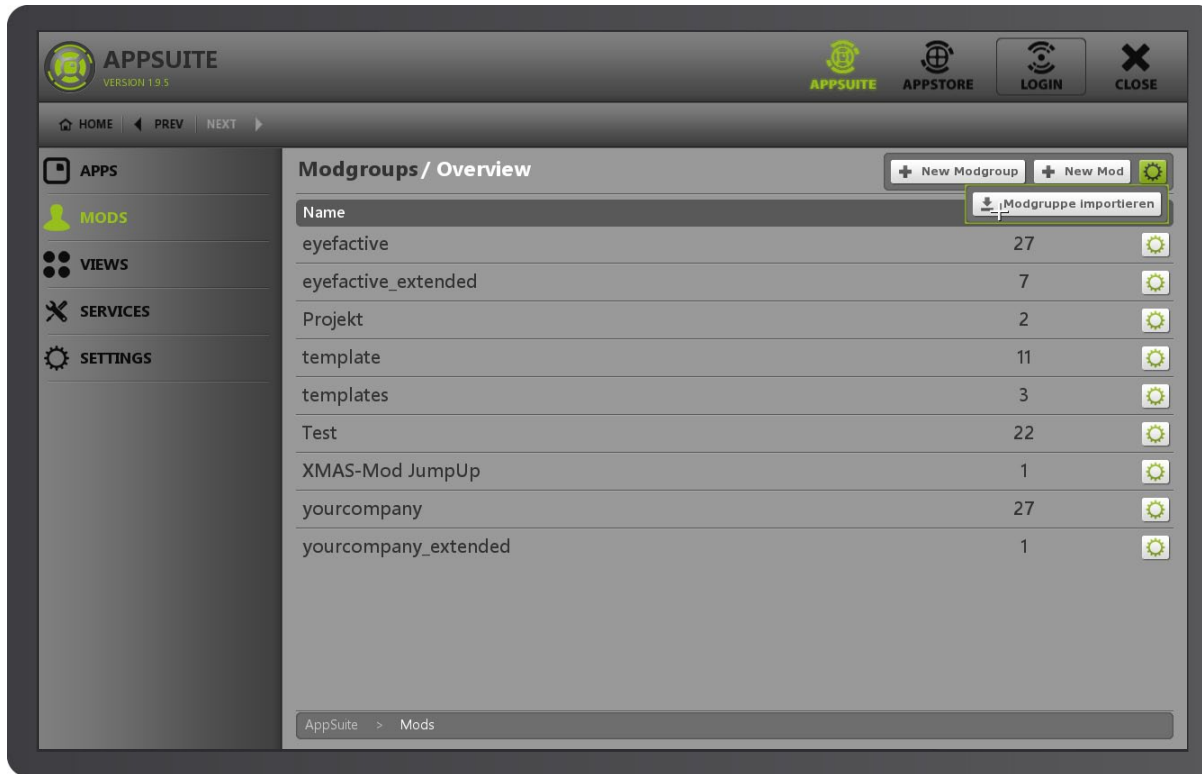 APPSUITE
VERSION 1.9.5
APPSUITE APPSTORE LOGIN CLOSE
HOME PREV NEXT
APPS
MODS
VIEWS
SERVICES
SETTINGS
Modgroups / Overview
New Modgroup New Mod
Modgruppe importieren
Name
eyefactive 27
eyefactive_extended 7
Projekt 2
template 11
templates 3
Test 22
XMAS-Mod JumpUp 1
yourcompany 27
yourcompany_extended 1
AppSuite > Mods